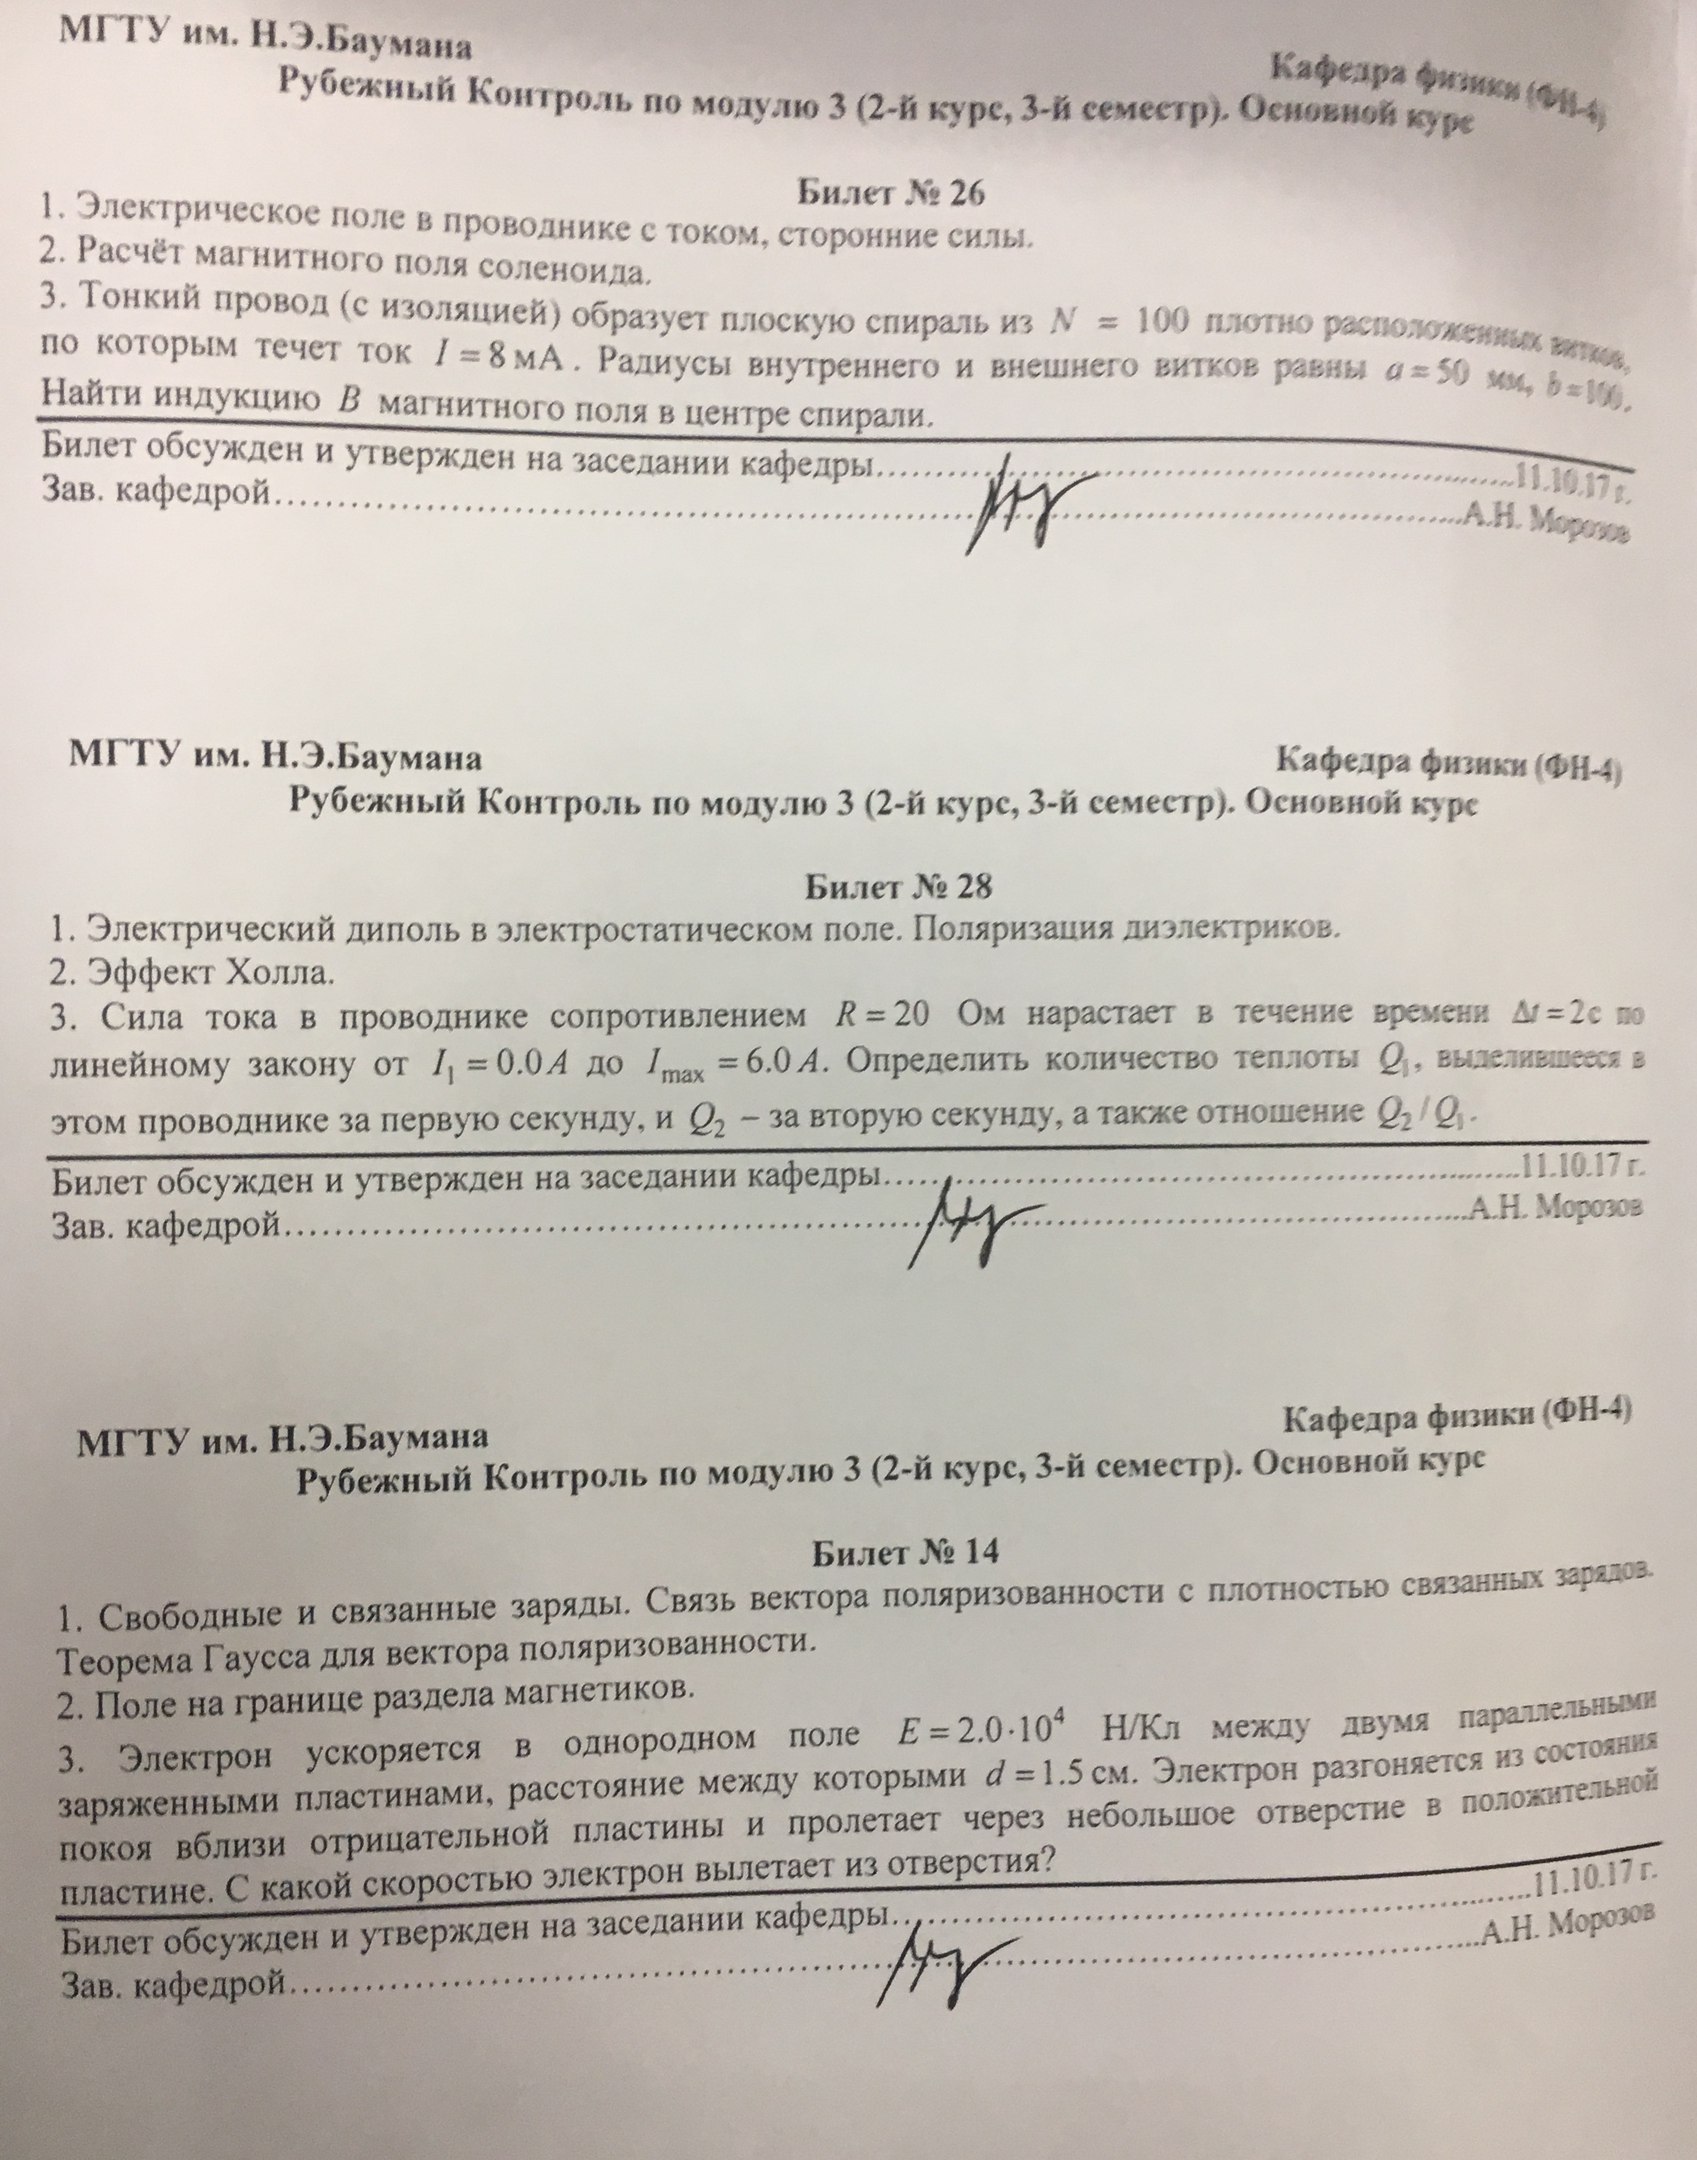 МГТУ им. Н.Э.Баумана
Кафедра физики (ФН-4)
Рубежный Контроль по модулю 3 (2-й курс, 3-й семестр). Основной курс
Билет № 26
1. Электрическое поле в проводнике с током, сторонние силы.
2. Расчёт магнитного поля соленоида.
3. Тонкий провод (с изоляцией) образует плоскую спираль из N = 100 плотно расположенных витков,
по которым течет ток I = 8 мА . Радиусы внутреннего и внешнего витков равны a = 50 мм, b = 100.
Найти индукцию B магнитного поля в центре спирали.
Билет обсужден и утвержден на заседании кафедры....................11.10.17 г.
Зав. кафедрой....................А.Н. Морозов
МГТУ им. Н.Э.Баумана
Кафедра физики (ФН-4)
Рубежный Контроль по модулю 3 (2-й курс, 3-й семестр). Основной курс
Билет № 28
1. Электрический диполь в электростатическом поле. Поляризация диэлектриков.
2. Эффект Холла.
3. Сила тока в проводнике сопротивлением R = 20 Ом нарастает в течение времени Δt = 2с по
линейному закону от I₁ = 0.0 A до Imax = 6.0 A. Определить количество теплоты Q₁, выделившееся в
этом проводнике за первую секунду, и Q₂ – за вторую секунду, а также отношение Q₂ / Q₁.
Билет обсужден и утвержден на заседании кафедры....................11.10.17 г.
Зав. кафедрой....................А.Н. Морозов
МГТУ им. Н.Э.Баумана
Кафедра физики (ФН-4)
Рубежный Контроль по модулю 3 (2-й курс, 3-й семестр). Основной курс
Билет № 14
1. Свободные и связанные заряды. Связь вектора поляризованности с плотностью связанных зарядов.
Теорема Гаусса для вектора поляризованности.
2. Поле на границе раздела магнетиков.
3. Электрон ускоряется в однородном поле E = 2.0·10⁴ Н/Кл между двумя параллельными
заряженными пластинами, расстояние между которыми d = 1.5 см. Электрон разгоняется из состояния
покоя вблизи отрицательной пластины и пролетает через небольшое отверстие в положительной
пластине. С какой скоростью электрон вылетает из отверстия?
Билет обсужден и утвержден на заседании кафедры....................11.10.17 г.
Зав. кафедрой....................А.Н. Морозов